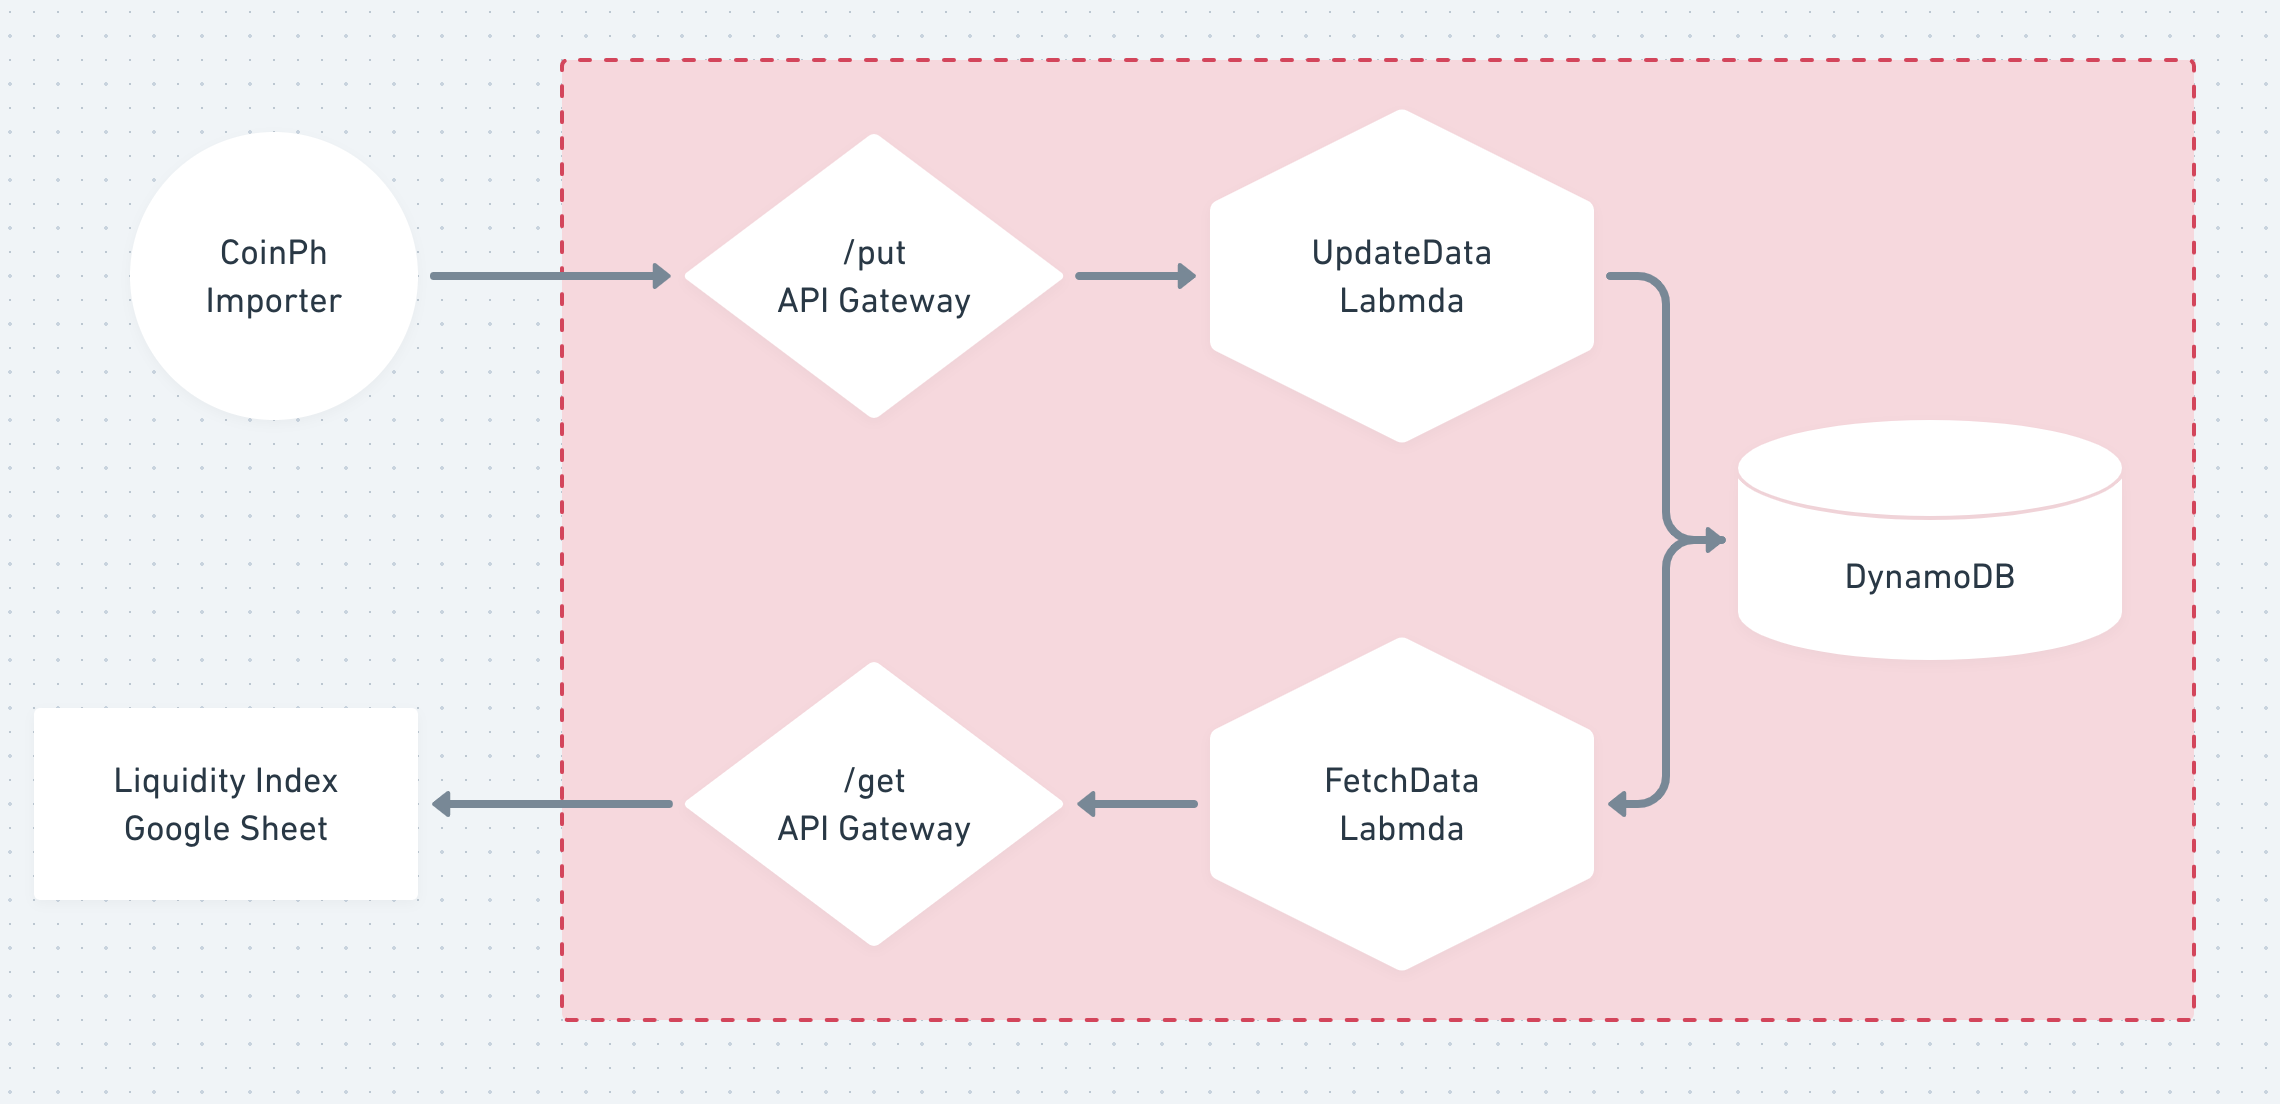 CoinPh
Importer
/put
API Gateway
UpdateData
Labmda
DynamoDB
Liquidity Index
Google Sheet
/get
API Gateway
FetchData
Labmda